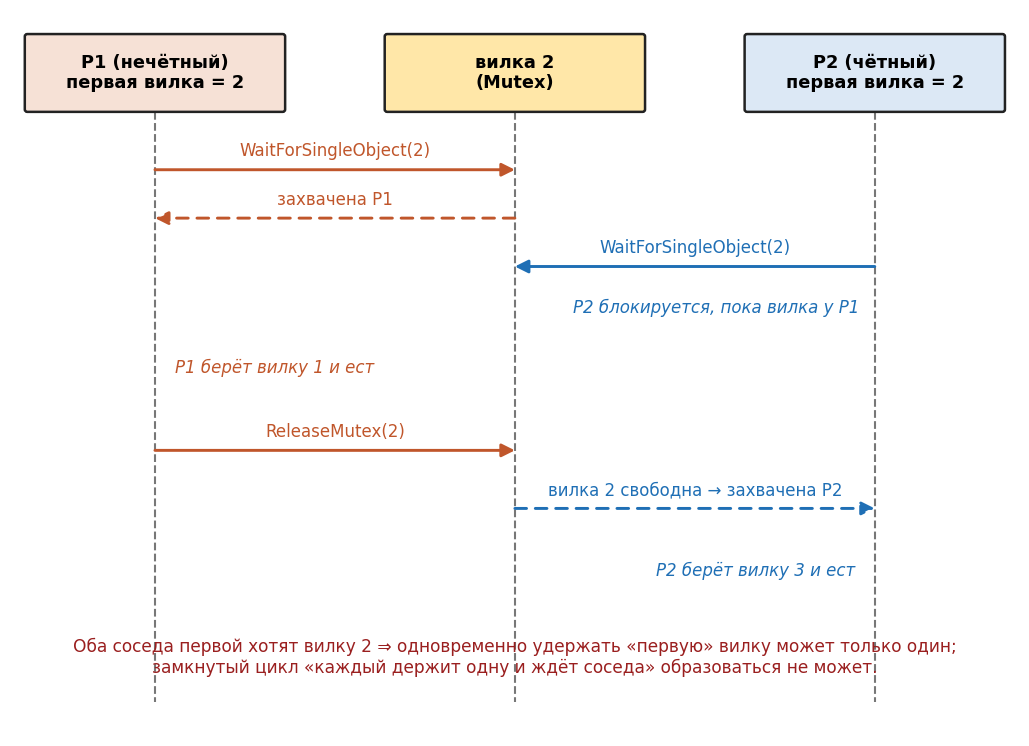 P1 (нечётный)
первая вилка = 2
вилка 2
(Mutex)
P2 (чётный)
первая вилка = 2
WaitForSingleObject(2)
захвачена P1
WaitForSingleObject(2)
P2 блокируется, пока вилка у P1
P1 берёт вилку 1 и ест
ReleaseMutex(2)
вилка 2 свободна → захвачена P2
P2 берёт вилку 3 и ест
Оба соседа первой хотят вилку 2 ⇒ одновременно удержать «первую» вилку может только один;
замкнутый цикл «каждый держит одну и ждёт соседа» образоваться не может